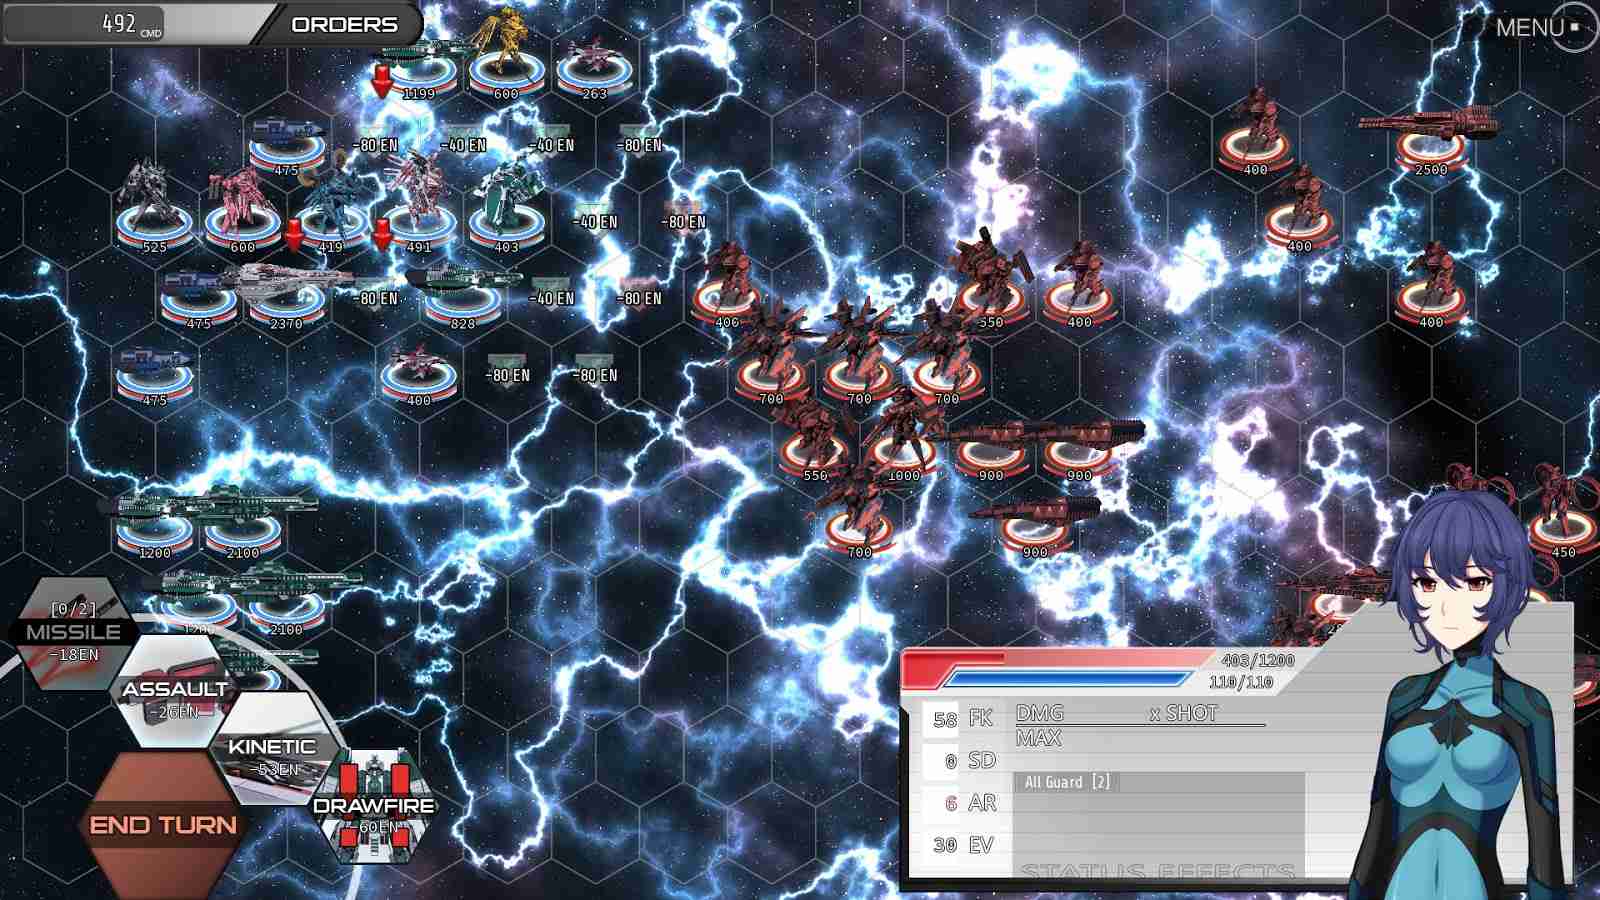 492 CMD
ORDERS
MENU
1199
600
263
-80 EN
-40 EN
-40 EN
-80 EN
475
400
2500
525
600
419
491
403
-40 EN
-80 EN
400
475
2370
-80 EN
828
-40 EN
-80 EN
406
550
400
400
475
400
-80 EN
-80 EN
700
700
700
550
1000
900
900
1200
2100
700
900
450
1200
2100
[0/2]
MISSILE
-18EN
ASSAULT
-26EN
KINETIC
-53EN
DRAWFIRE
-60EN
END TURN
403/1200
110/110
58 FK
0 SD
6 AR
30 EV
DMG x SHOT
MAX
All Guard [2]
STATUS EFFECTS